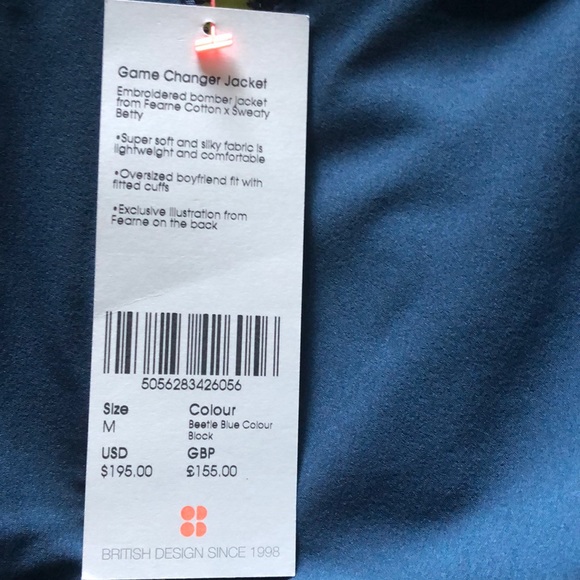 Game Changer Jacket
Embroidered bomber jacket
from Fearne Cotton x Sweaty
Betty
*Super soft and silky fabric is
lightweight and comfortable
*Oversized boyfriend fit with
fitted cuffs
*Exclusive illustration from
Fearne on the back
5056283426056
Size
M
Colour
Beetle Blue Colour
Block
USD
$195.00
GBP
£155.00
BRITISH DESIGN SINCE 1998